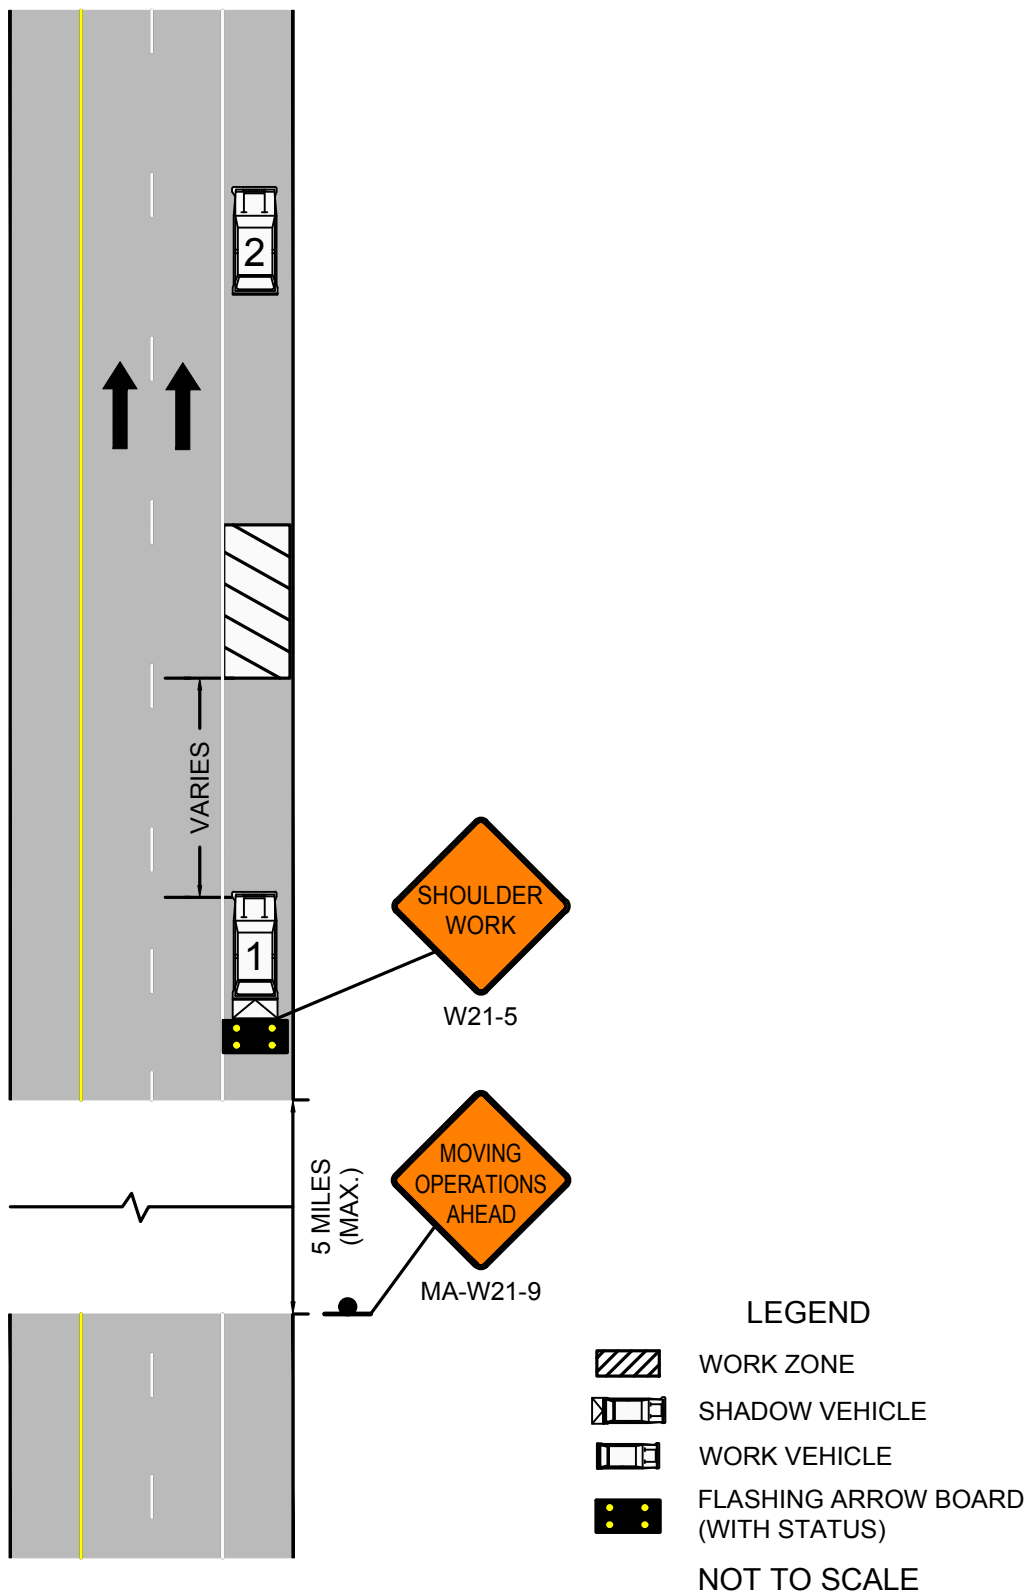 2
VARIES
1
SHOULDER
WORK
W21-5
5 MILES
(MAX.)
MOVING
OPERATIONS
AHEAD
MA-W21-9
LEGEND
WORK ZONE
SHADOW VEHICLE
WORK VEHICLE
FLASHING ARROW BOARD
(WITH STATUS)
NOT TO SCALE